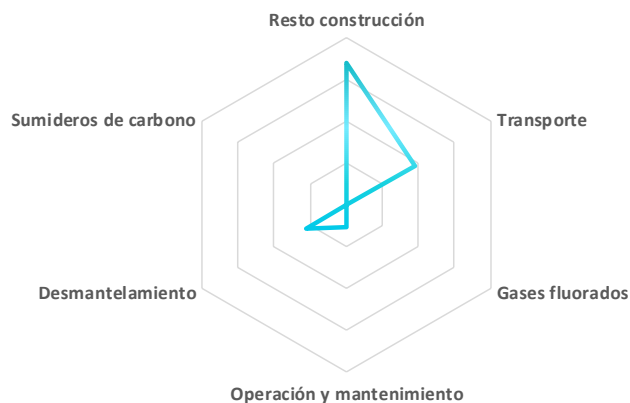 Resto construcción
Sumideros de carbono
Transporte
Desmantelamiento
Gases fluorados
Operación y mantenimiento